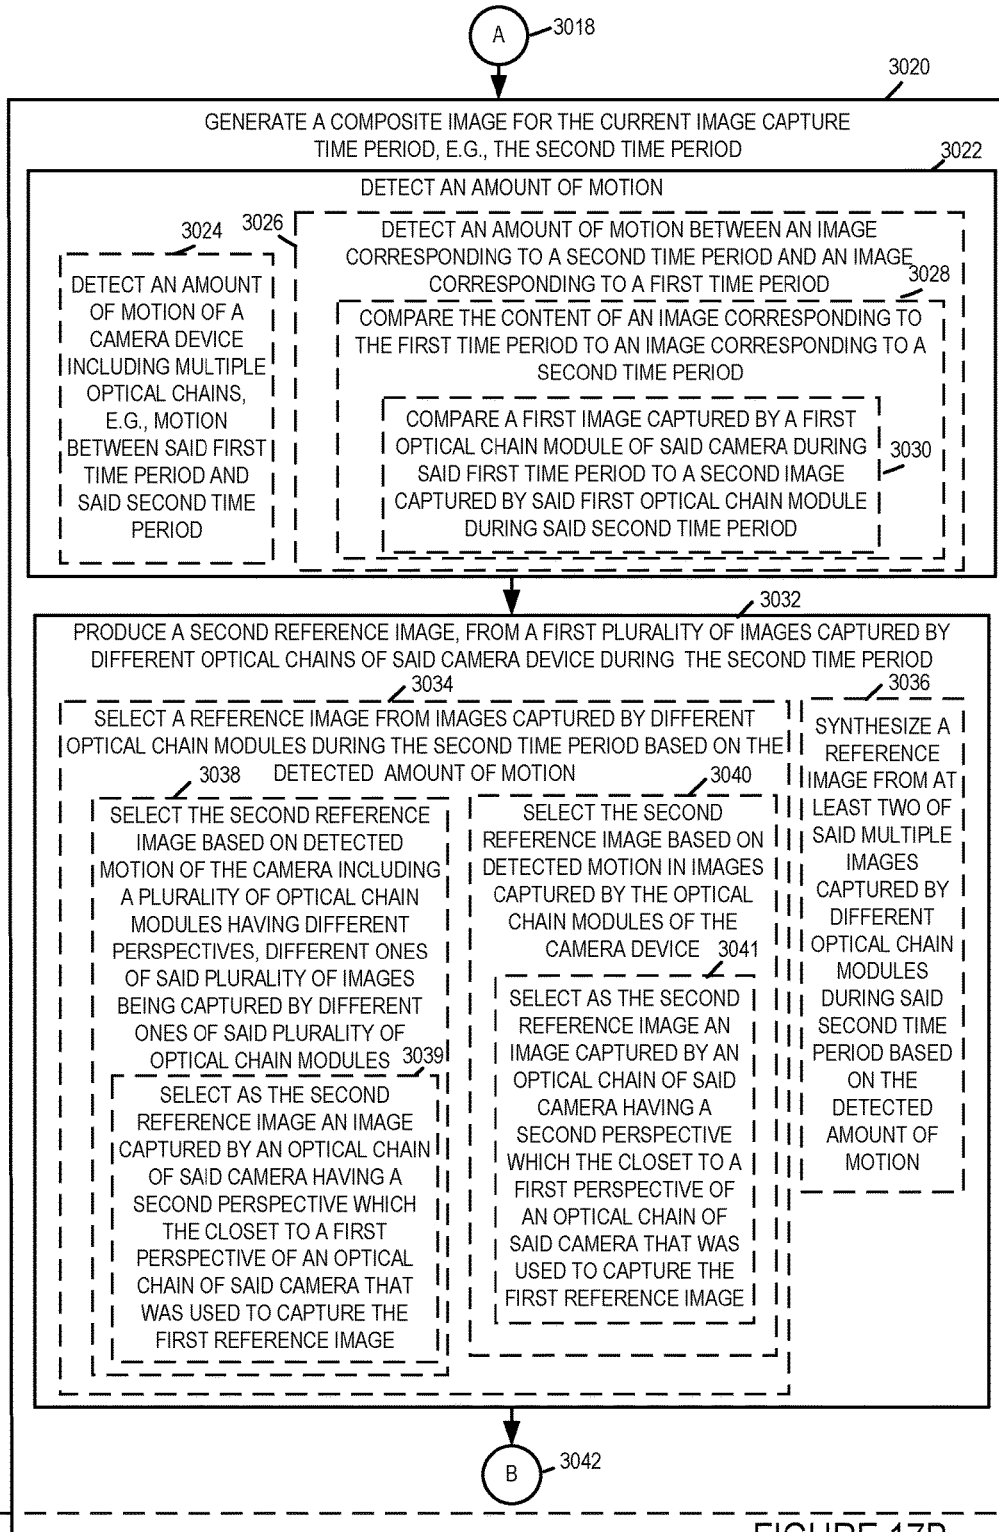 A
3018
3020
GENERATE A COMPOSITE IMAGE FOR THE CURRENT IMAGE CAPTURE
TIME PERIOD, E.G., THE SECOND TIME PERIOD
3022
DETECT AN AMOUNT OF MOTION
3024
DETECT AN AMOUNT
OF MOTION OF A
CAMERA DEVICE
INCLUDING MULTIPLE
OPTICAL CHAINS,
E.G., MOTION
BETWEEN SAID FIRST
TIME PERIOD AND
SAID SECOND TIME
PERIOD
3026
DETECT AN AMOUNT OF MOTION BETWEEN AN IMAGE
CORRESPONDING TO A SECOND TIME PERIOD AND AN IMAGE
CORRESPONDING TO A FIRST TIME PERIOD
3028
COMPARE THE CONTENT OF AN IMAGE CORRESPONDING TO
THE FIRST TIME PERIOD TO AN IMAGE CORRESPONDING TO A
SECOND TIME PERIOD
COMPARE A FIRST IMAGE CAPTURED BY A FIRST
OPTICAL CHAIN MODULE OF SAID CAMERA DURING
SAID FIRST TIME PERIOD TO A SECOND IMAGE
CAPTURED BY SAID FIRST OPTICAL CHAIN MODULE
DURING SAID SECOND TIME PERIOD
3030
3032
PRODUCE A SECOND REFERENCE IMAGE, FROM A FIRST PLURALITY OF IMAGES CAPTURED BY
DIFFERENT OPTICAL CHAINS OF SAID CAMERA DEVICE DURING THE SECOND TIME PERIOD
3034
SELECT A REFERENCE IMAGE FROM IMAGES CAPTURED BY DIFFERENT
OPTICAL CHAIN MODULES DURING THE SECOND TIME PERIOD BASED ON THE
DETECTED AMOUNT OF MOTION
3038
SELECT THE SECOND REFERENCE
IMAGE BASED ON DETECTED
MOTION OF THE CAMERA INCLUDING
A PLURALITY OF OPTICAL CHAIN
MODULES HAVING DIFFERENT
PERSPECTIVES, DIFFERENT ONES
OF SAID PLURALITY OF IMAGES
BEING CAPTURED BY DIFFERENT
ONES OF SAID PLURALITY OF
OPTICAL CHAIN MODULES
3039
SELECT AS THE SECOND
REFERENCE IMAGE AN IMAGE
CAPTURED BY AN OPTICAL CHAIN
OF SAID CAMERA HAVING A
SECOND PERSPECTIVE WHICH
THE CLOSET TO A FIRST
PERSPECTIVE OF AN OPTICAL
CHAIN OF SAID CAMERA THAT
WAS USED TO CAPTURE THE
FIRST REFERENCE IMAGE
3040
SELECT THE SECOND
REFERENCE IMAGE BASED ON
DETECTED MOTION IN IMAGES
CAPTURED BY THE OPTICAL
CHAIN MODULES OF THE
CAMERA DEVICE
3041
SELECT AS THE SECOND
REFERENCE IMAGE AN
IMAGE CAPTURED BY AN
OPTICAL CHAIN OF SAID
CAMERA HAVING A
SECOND PERSPECTIVE
WHICH THE CLOSET TO A
FIRST PERSPECTIVE OF
AN OPTICAL CHAIN OF
SAID CAMERA THAT WAS
USED TO CAPTURE THE
FIRST REFERENCE IMAGE
3036
SYNTHESIZE A
REFERENCE
IMAGE FROM AT
LEAST TWO OF
SAID MULTIPLE
IMAGES
CAPTURED BY
DIFFERENT
OPTICAL CHAIN
MODULES
DURING SAID
SECOND TIME
PERIOD BASED
ON THE
DETECTED
AMOUNT OF
MOTION
B
3042
FIGURE 17B